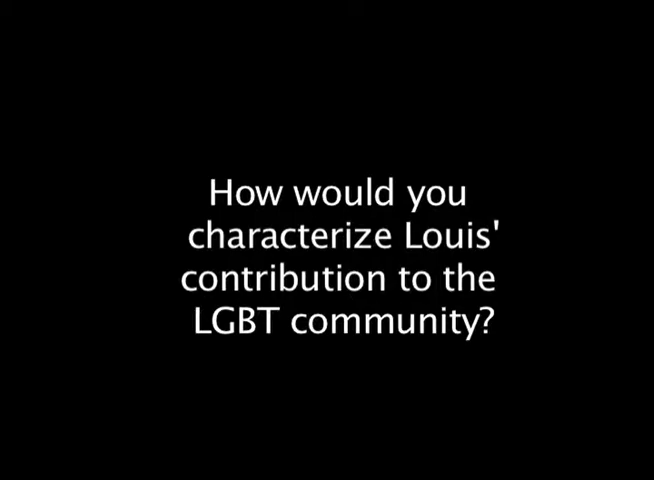 How would you
characterize Louis'
contribution to the
LGBT community?